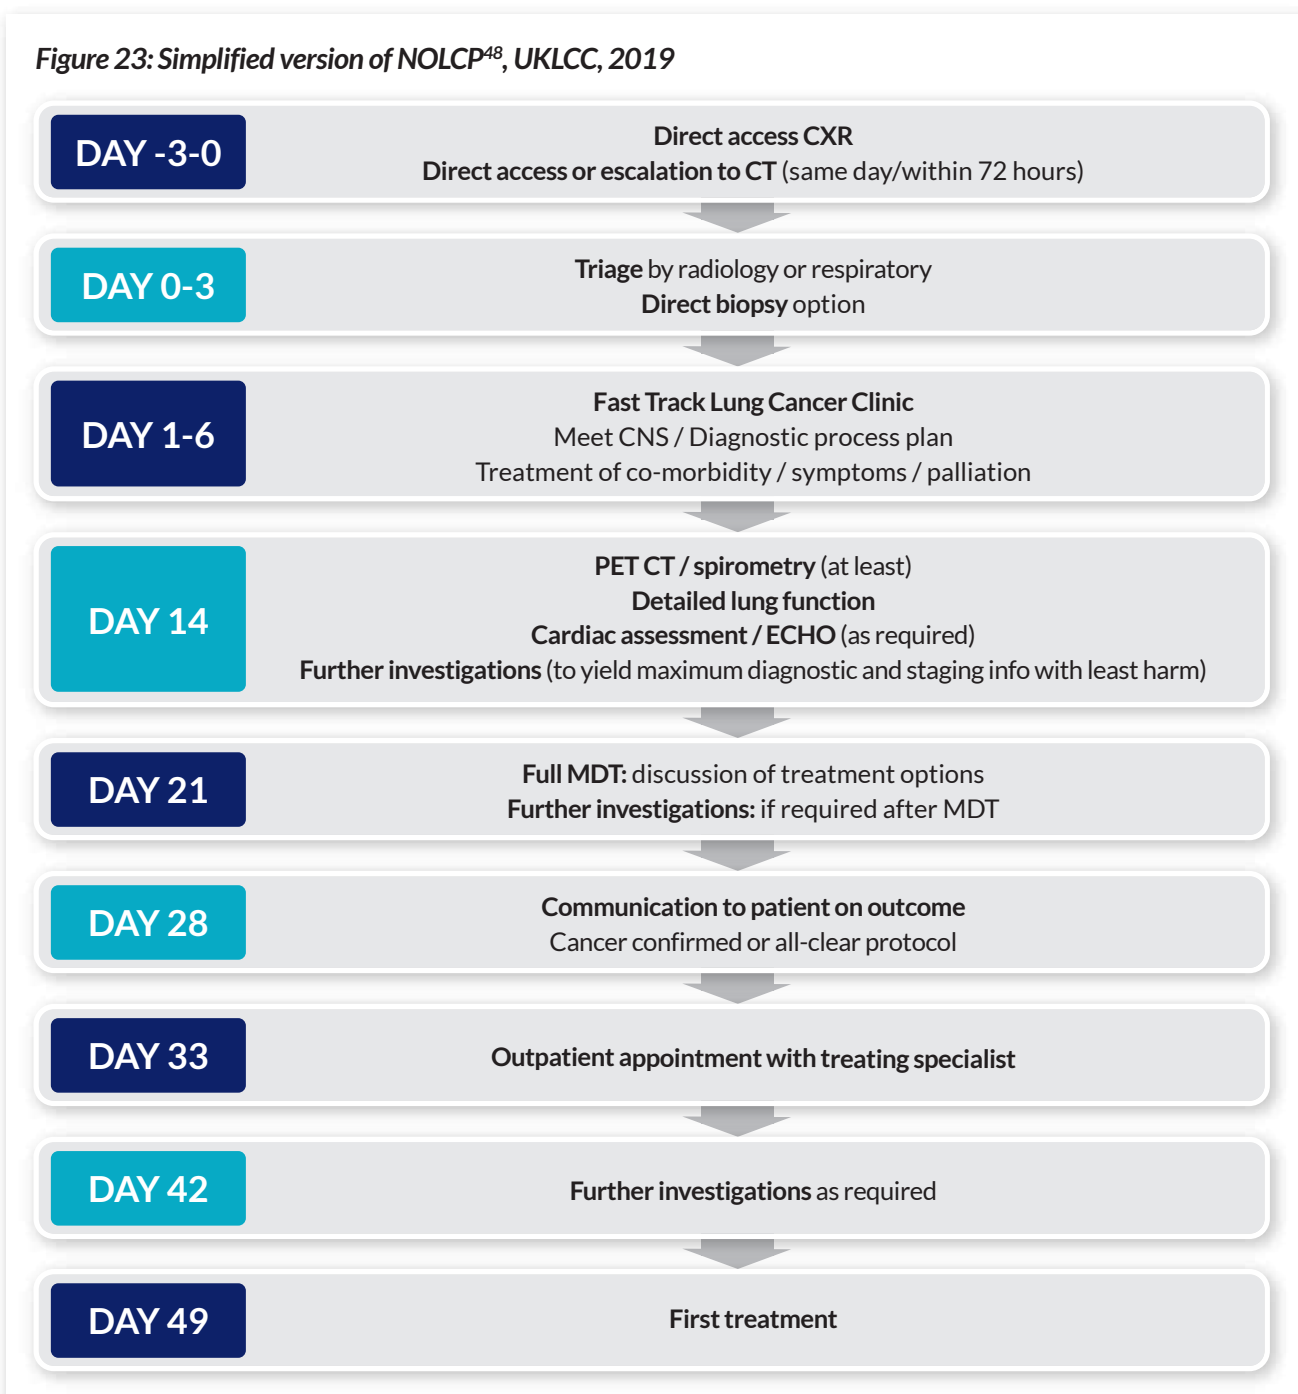 Figure 23: Simplified version of NOLCP48, UKLCC, 2019
DAY -3-0
Direct access CXR
Direct access or escalation to CT (same day/within 72 hours)
DAY 0-3
Triage by radiology or respiratory
Direct biopsy option
DAY 1-6
Fast Track Lung Cancer Clinic
Meet CNS / Diagnostic process plan
Treatment of co-morbidity / symptoms / palliation
DAY 14
PET CT / spirometry (at least)
Detailed lung function
Cardiac assessment / ECHO (as required)
Further investigations (to yield maximum diagnostic and staging info with least harm)
DAY 21
Full MDT: discussion of treatment options
Further investigations: if required after MDT
DAY 28
Communication to patient on outcome
Cancer confirmed or all-clear protocol
DAY 33
Outpatient appointment with treating specialist
DAY 42
Further investigations as required
DAY 49
First treatment